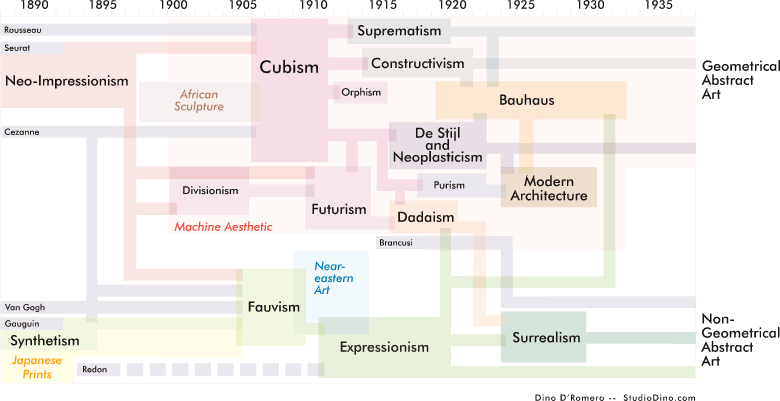 1890 1895 1900 1905 1910 1915 1920 1925 1930 1935
Rousseau
Seurat
Neo-Impressionism
African
Sculpture
Cubism
Suprematism
Constructivism
Orphism
Bauhaus
Geometrical
Abstract
Art
Cezanne
De Stijl
and
Neoplasticism
Divisionism
Purism
Modern
Architecture
Futurism
Dadaism
Machine Aesthetic
Brancusi
Near-
eastern
Art
Van Gogh
Fauvism
Gauguin
Synthetism
Expressionism
Surrealism
Non-
Geometrical
Abstract
Art
Japanese
Prints
Redon
Dino D'Romero -- StudioDino.com